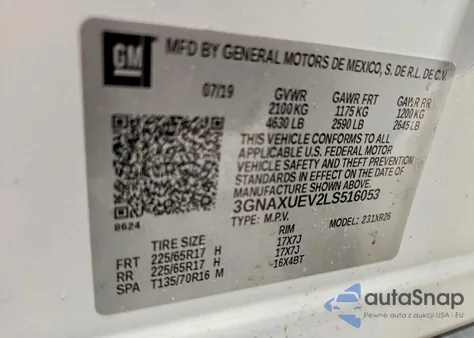 GM
MFD BY GENERAL MOTORS DE MEXICO, S. DE R.L. DE C.V.
07/19 GVWR GAWR FRT GAWR RR
2100 KG 1175 KG 1200 KG
4630 LB 2590 LB 2645 LB
THIS VEHICLE CONFORMS TO ALL
APPLICABLE U.S. FEDERAL MOTOR
VEHICLE SAFETY AND THEFT PREVENTION
STANDARDS IN EFFECT ON THE DATE OF
MANUFACTURE SHOWN ABOVE.
3GNAXUEV2LS516053
8624 TYPE: M.P.V. MODEL: 231XR26
TIRE SIZE RIM
FRT 225/65R17 H 17X7J
RR 225/65R17 H 17X7J
SPA T135/70R16 M 16X4BT
autaSnap
Pewne auta z aukcji USA i EU